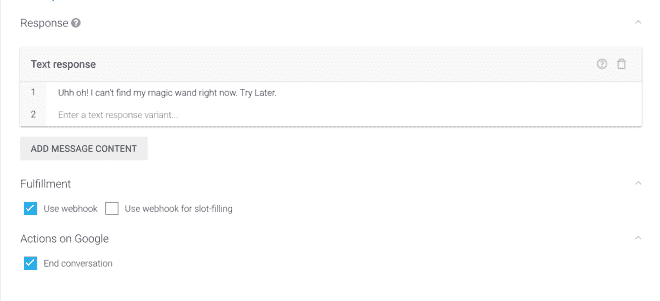 Response ?
Text response ?
1 Uhh oh! I can't find my magic wand right now. Try Later.
2 Enter a text response variant...
ADD MESSAGE CONTENT
Fulfillment
Use webhook Use webhook for slot-filling
Actions on Google
End conversation